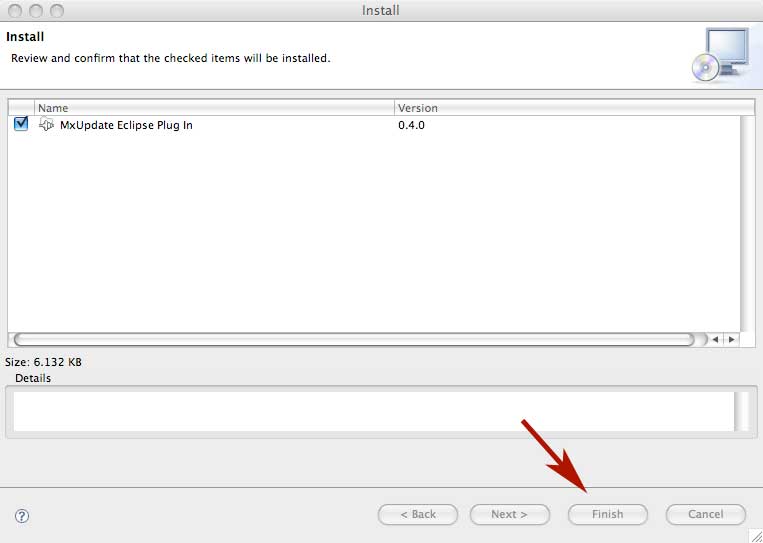 Install
Install
Review and confirm that the checked items will be installed.
Name Version
MxUpdate Eclipse Plug In 0.4.0
Size: 6.132 KB
Details
? < Back Next > Finish Cancel